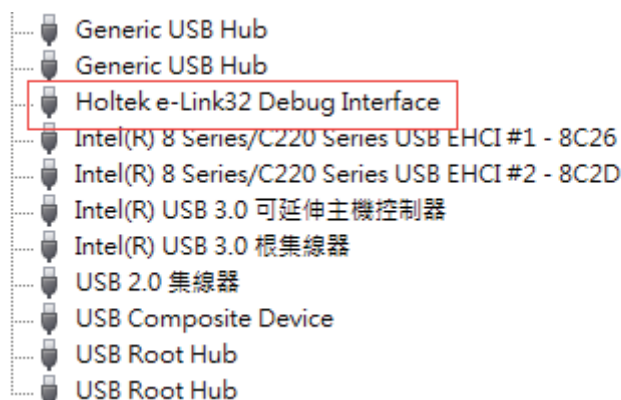 Generic USB Hub
Generic USB Hub
Holtek e-Link32 Debug Interface
Intel(R) 8 Series/C220 Series USB EHCI #1 - 8C26
Intel(R) 8 Series/C220 Series USB EHCI #2 - 8C2D
Intel(R) USB 3.0 可延伸主機控制器
Intel(R) USB 3.0 根集線器
USB 2.0 集線器
USB Composite Device
USB Root Hub
USB Root Hub